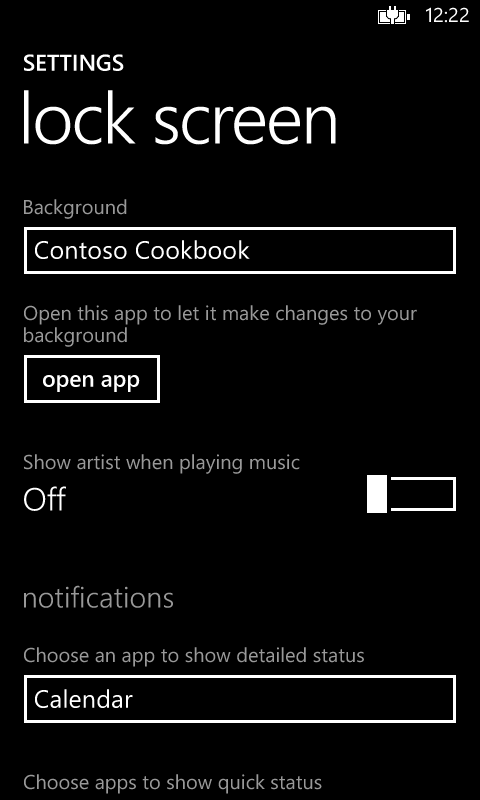 12:22
SETTINGS
lock screen
Background
Contoso Cookbook
Open this app to let it make changes to your
background
open app
Show artist when playing music
Off
notifications
Choose an app to show detailed status
Calendar
Choose apps to show quick status